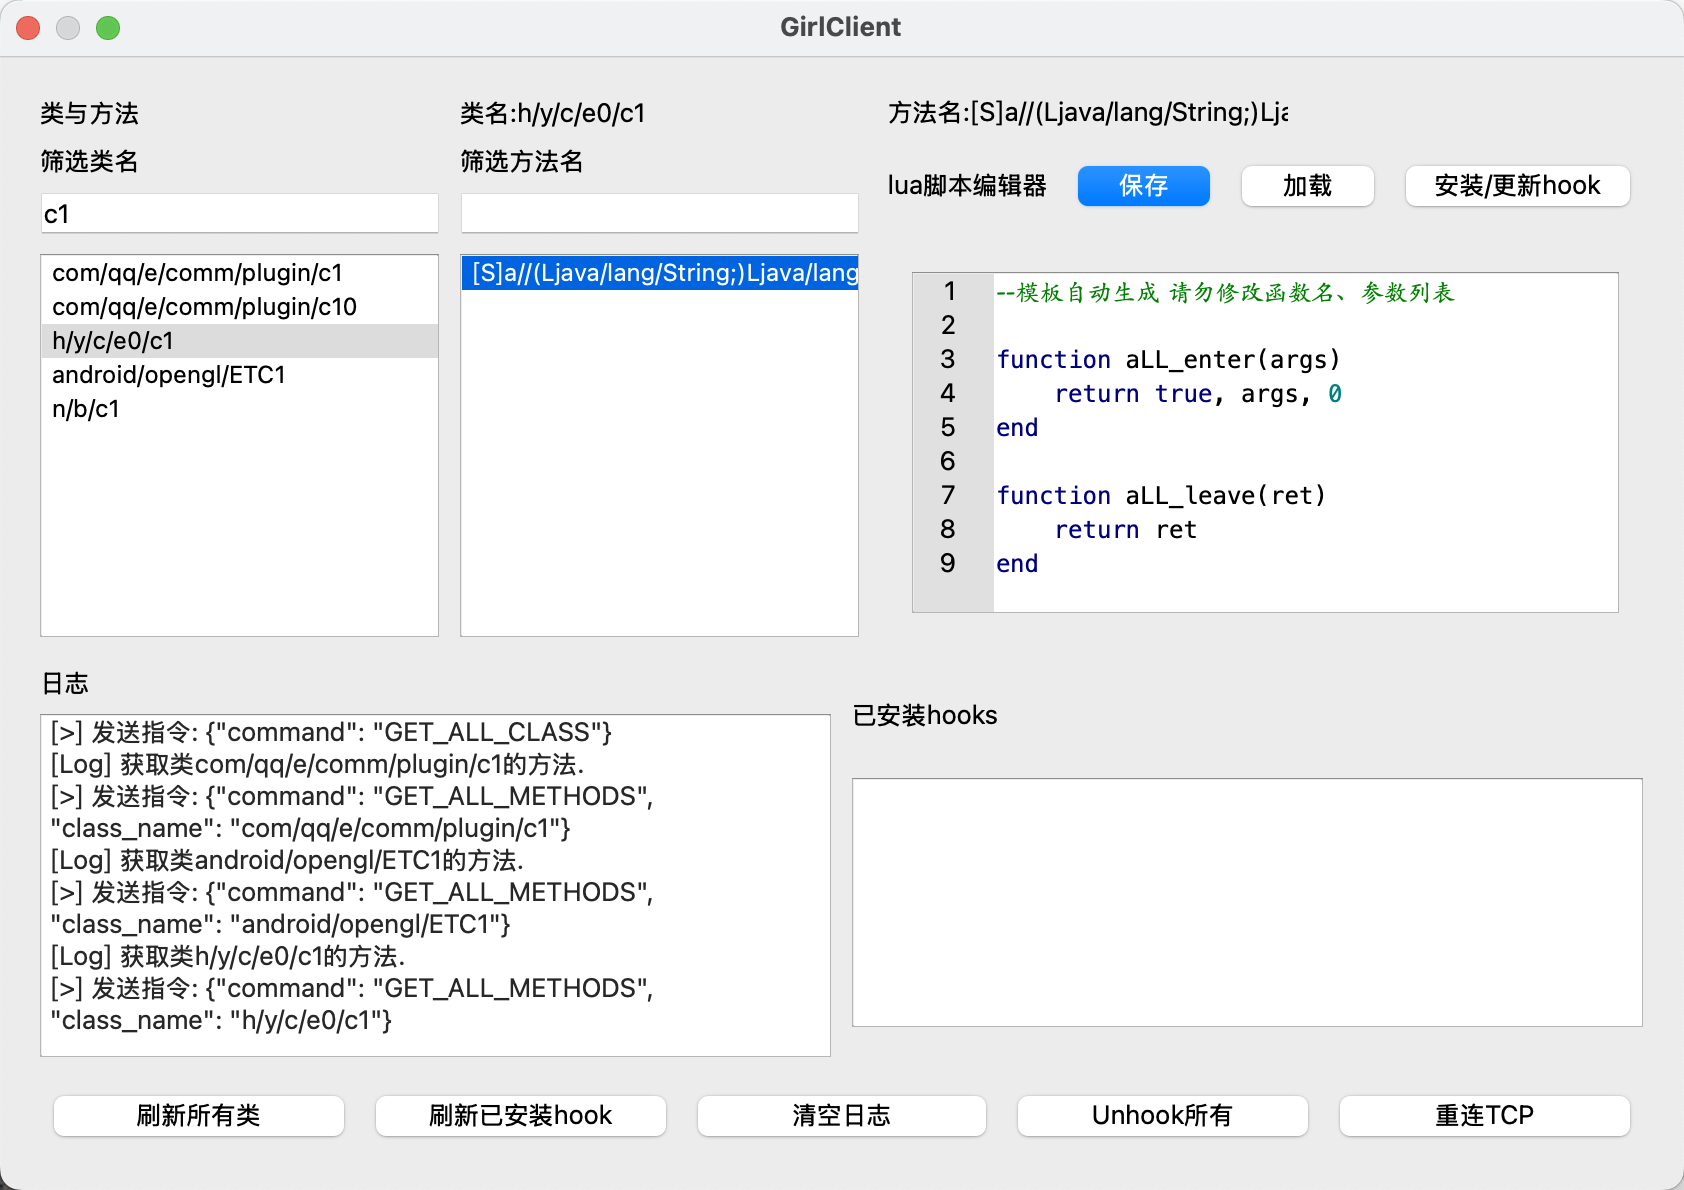 GirlClient
类与方法
筛选类名
c1
com/qq/e/comm/plugin/c1
com/qq/e/comm/plugin/c10
h/y/c/e0/c1
android/opengl/ETC1
n/b/c1
类名:h/y/c/e0/c1
筛选方法名
[S]a//(Ljava/lang/String;)Ljava/lang
方法名:[S]a//(Ljava/lang/String;)Lja
lua脚本编辑器 保存 加载 安装/更新hook
1 --模板自动生成 请勿修改函数名、参数列表
2
3 function aLL_enter(args)
4 return true, args, 0
5 end
6
7 function aLL_leave(ret)
8 return ret
9 end
日志
[>] 发送指令: {"command": "GET_ALL_CLASS"}
[Log] 获取类com/qq/e/comm/plugin/c1的方法.
[>] 发送指令: {"command": "GET_ALL_METHODS",
"class_name": "com/qq/e/comm/plugin/c1"}
[Log] 获取类android/opengl/ETC1的方法.
[>] 发送指令: {"command": "GET_ALL_METHODS",
"class_name": "android/opengl/ETC1"}
[Log] 获取类h/y/c/e0/c1的方法.
[>] 发送指令: {"command": "GET_ALL_METHODS",
"class_name": "h/y/c/e0/c1"}
已安装hooks
刷新所有类 刷新已安装hook 清空日志 Unhook所有 重连TCP